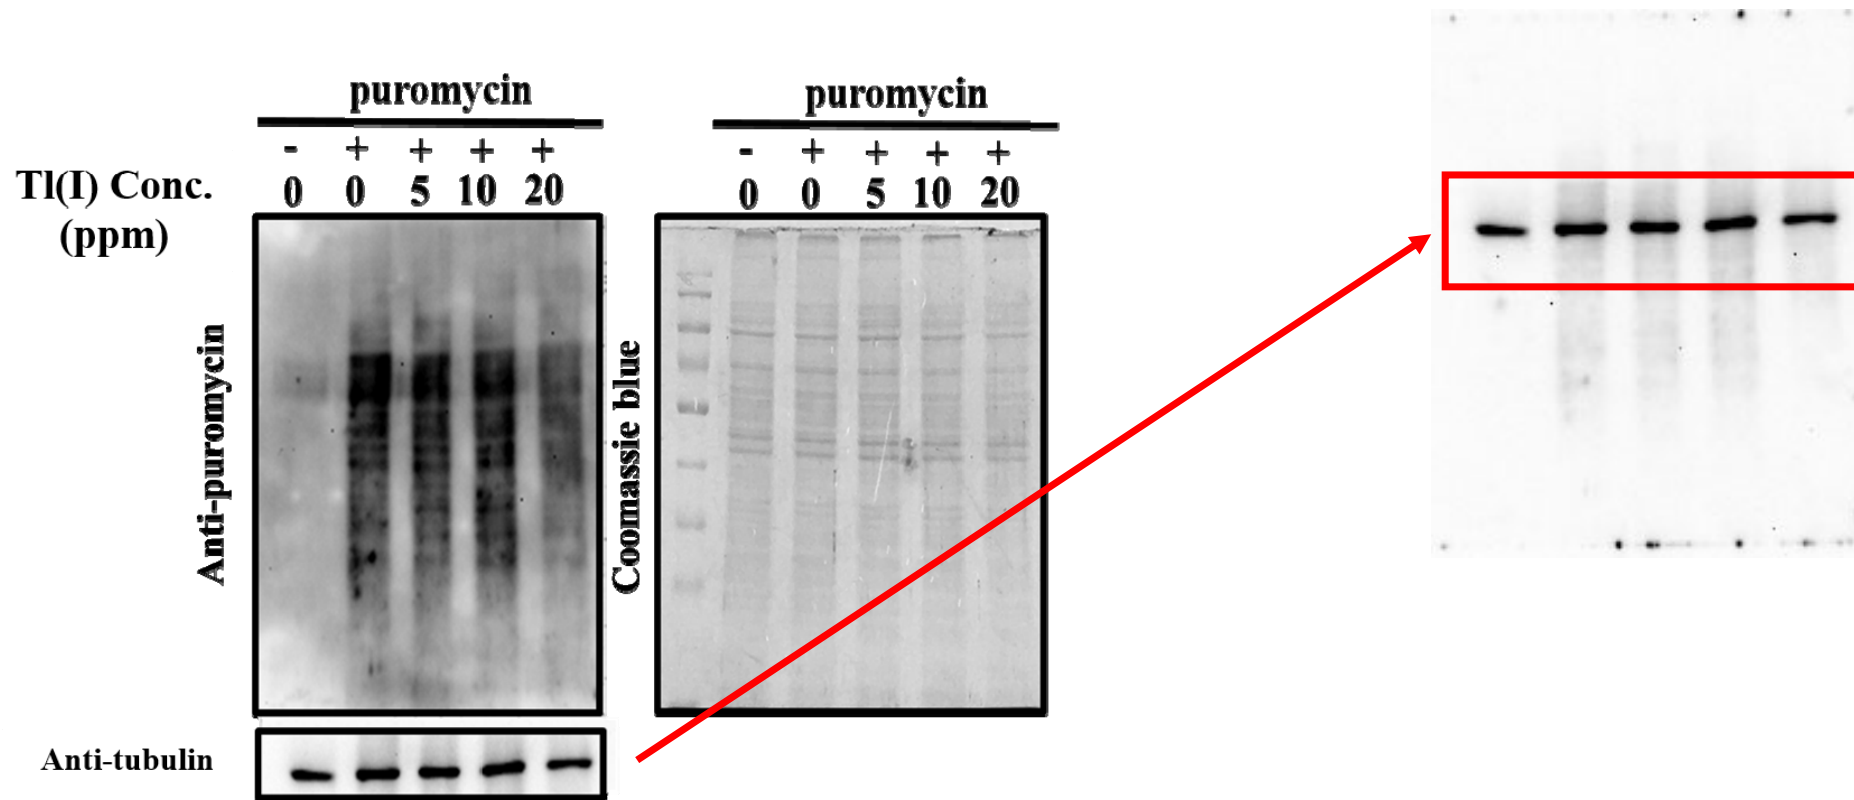 puromycin
- + + + +
Tl(I) Conc. 0 0 5 10 20
(ppm)
Anti-puromycin
Anti-tubulin
puromycin
- + + + +
0 0 5 10 20
Coomassie blue